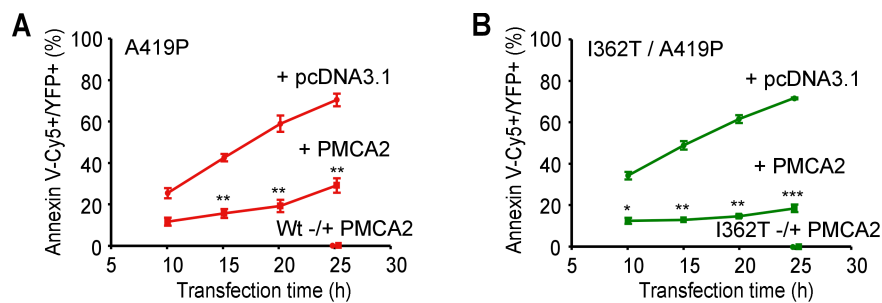 A
A419P
Annexin V-Cy5+/YFP+ (%)
100
80
60
40
20
0
+ pcDNA3.1
+ PMCA2
**
**
**
Wt -/+ PMCA2
5
10
15
20
25
30
Transfection time (h)
B
I362T / A419P
Annexin V-Cy5+/YFP+ (%)
100
80
60
40
20
0
+ pcDNA3.1
+ PMCA2
*
**
**
***
I362T -/+ PMCA2
5
10
15
20
25
30
Transfection time (h)